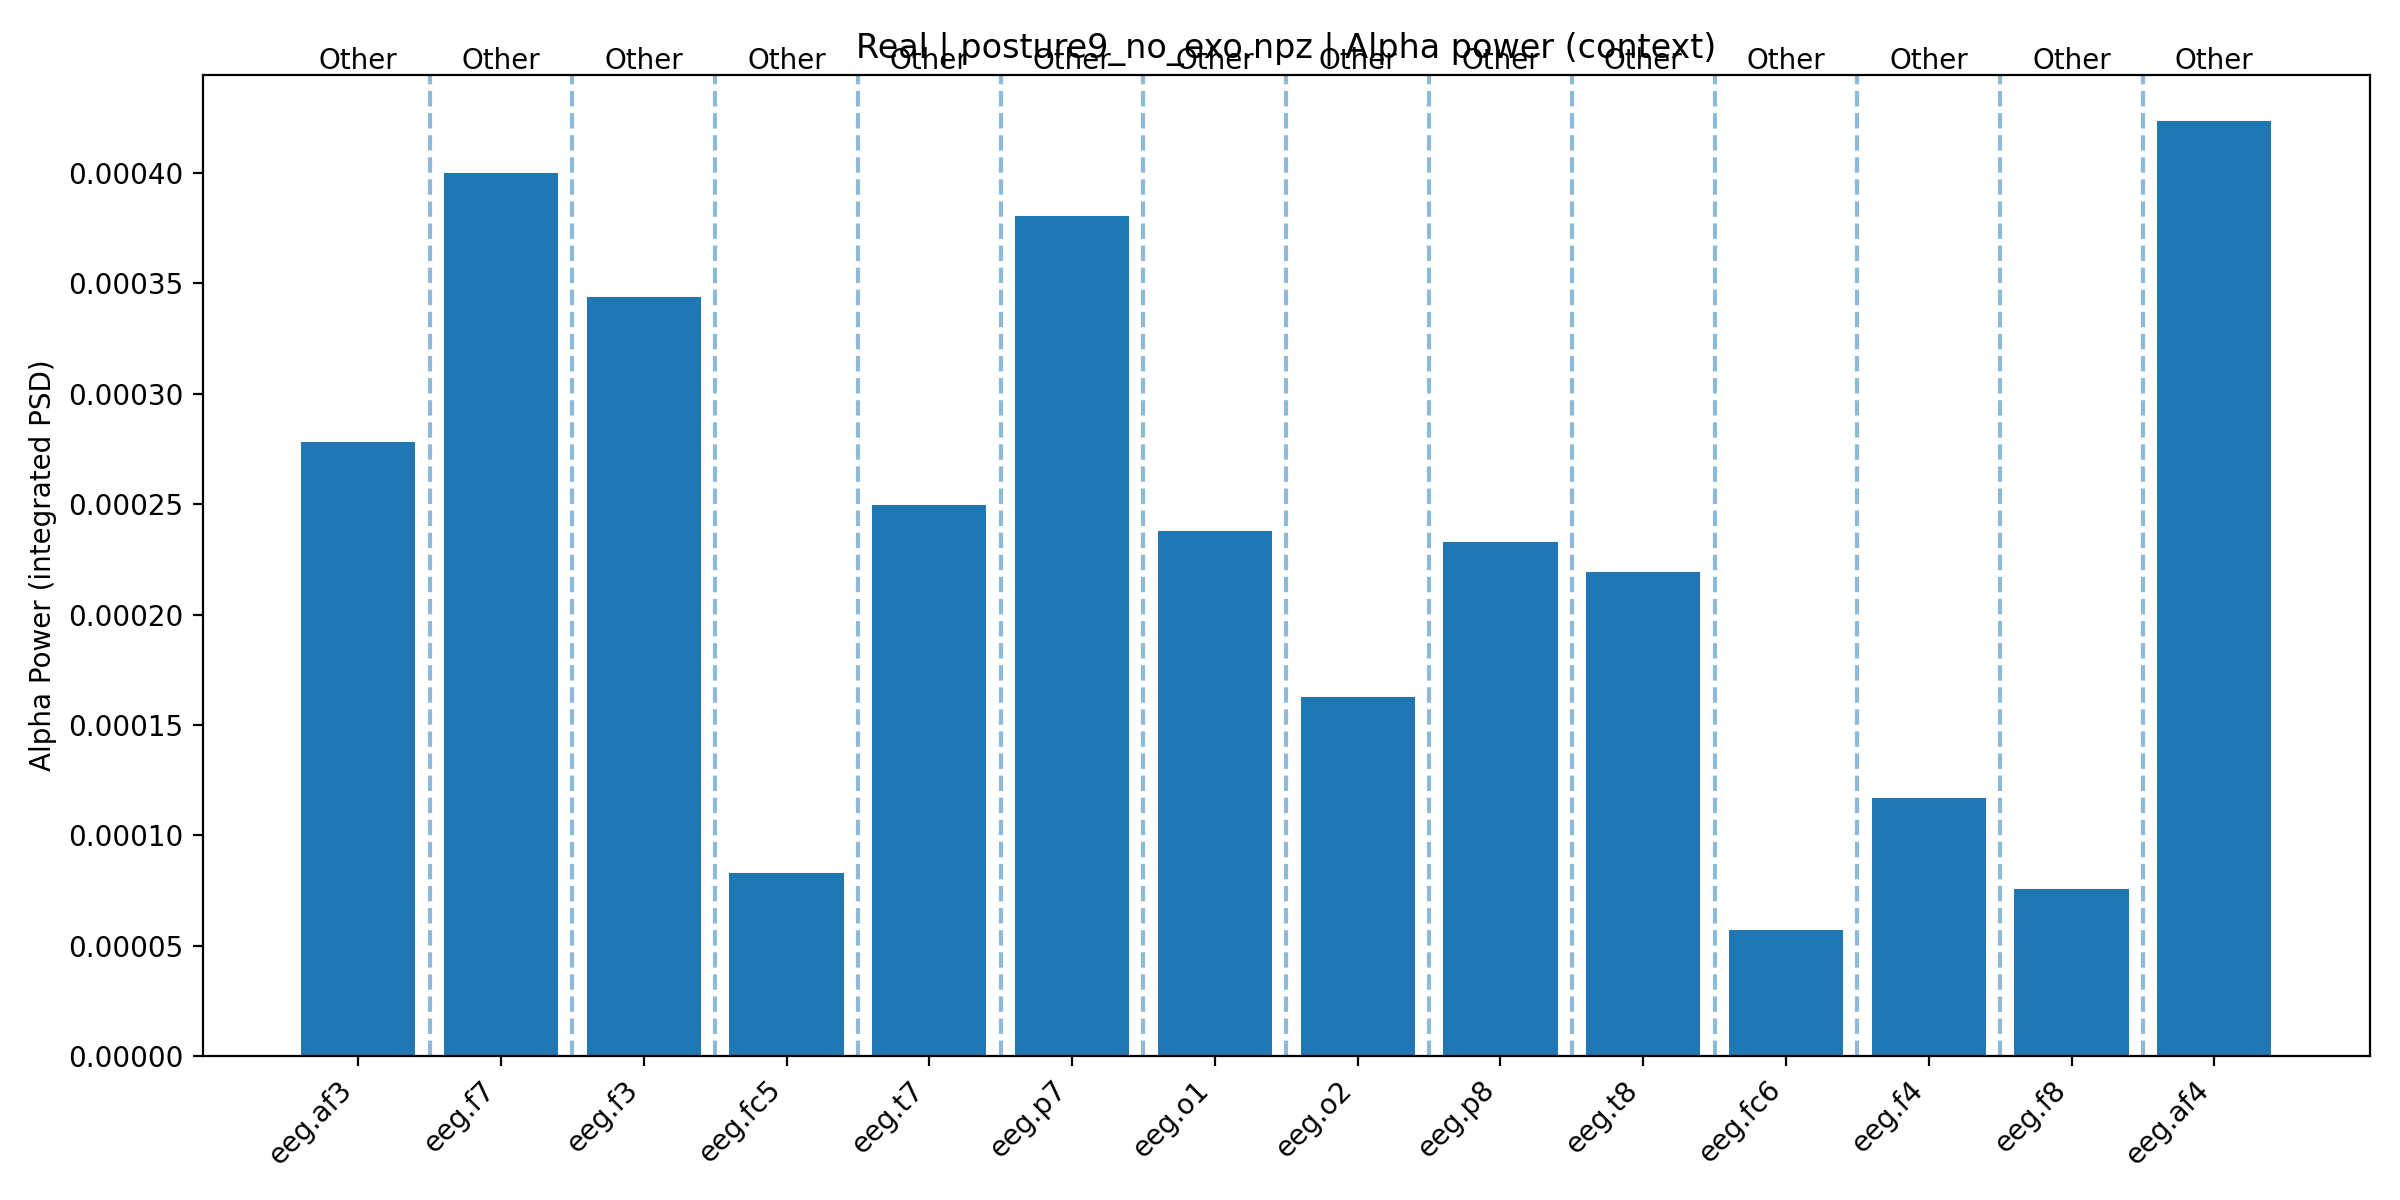 Real | posture9_no_exo.npz | Alpha power (context)
Other Other Other Other Other Other Other Other Other Other Other Other Other Other
Alpha Power (integrated PSD)
0.00040
0.00035
0.00030
0.00025
0.00020
0.00015
0.00010
0.00005
0.00000
eeg.af3 eeg.f7 eeg.f3 eeg.fc5 eeg.t7 eeg.p7 eeg.o1 eeg.o2 eeg.p8 eeg.t8 eeg.fc6 eeg.f4 eeg.f8 eeg.af4